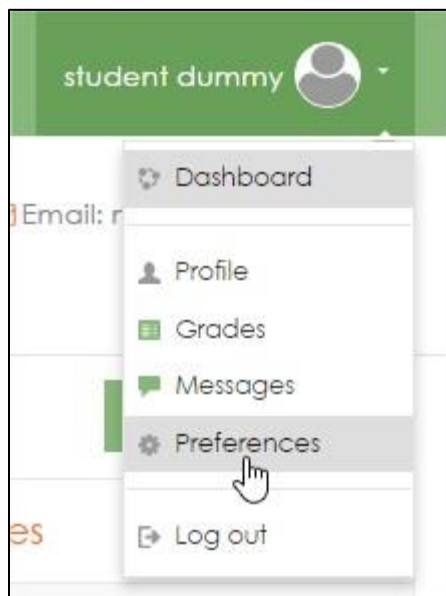 student dummy
Dashboard
Email: r
Profile
Grades
Messages
Preferences
es
Log out